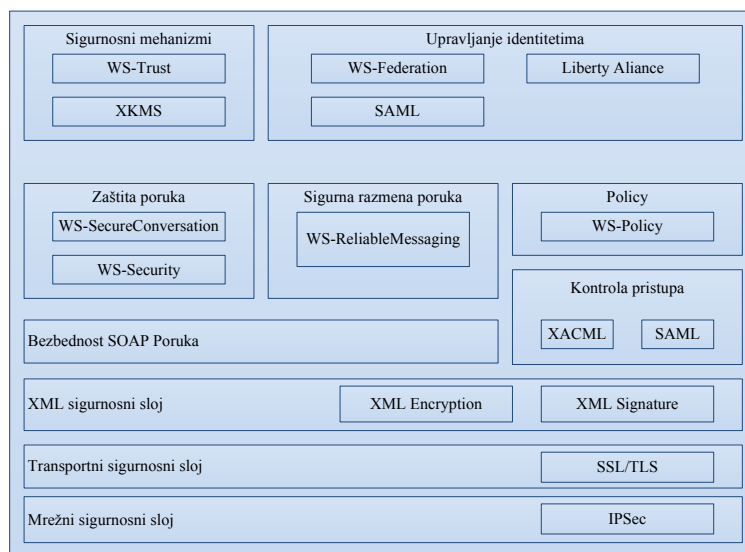 Sigurnosni mehanizmi
WS-Trust
XKMS
Upravljanje identitetima
WS-Federation
Liberty Aliance
SAML
Zaštita poruka
WS-SecureConversation
WS-Security
Sigurna razmena poruka
WS-ReliableMessaging
Policy
WS-Policy
Kontrola pristupa
XACML
SAML
Bezbednost SOAP Poruka
XML sigurnosni sloj
XML Encryption
XML Signature
Transportni sigurnosni sloj
SSL/TLS
Mrežni sigurnosni sloj
IPSec